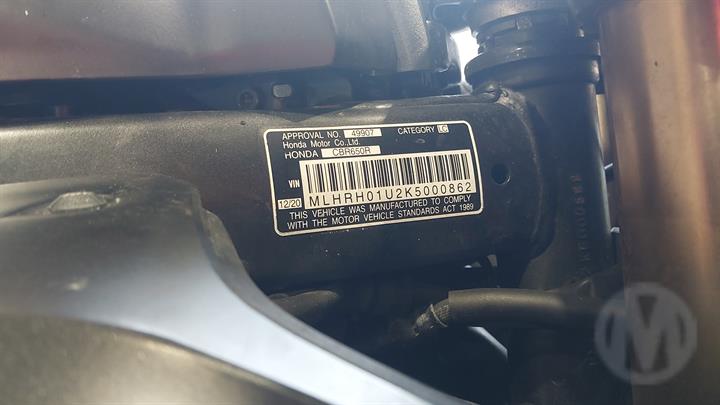 APPROVAL NO. 49907 CATEGORY LC
Honda Motor Co.,Ltd.
HONDA CBR650R
VIN
12/20 MLHRH01U2K5000862
THIS VEHICLE WAS MANUFACTURED TO COMPLY
WITH THE MOTOR VEHICLE STANDARDS ACT 1989
M